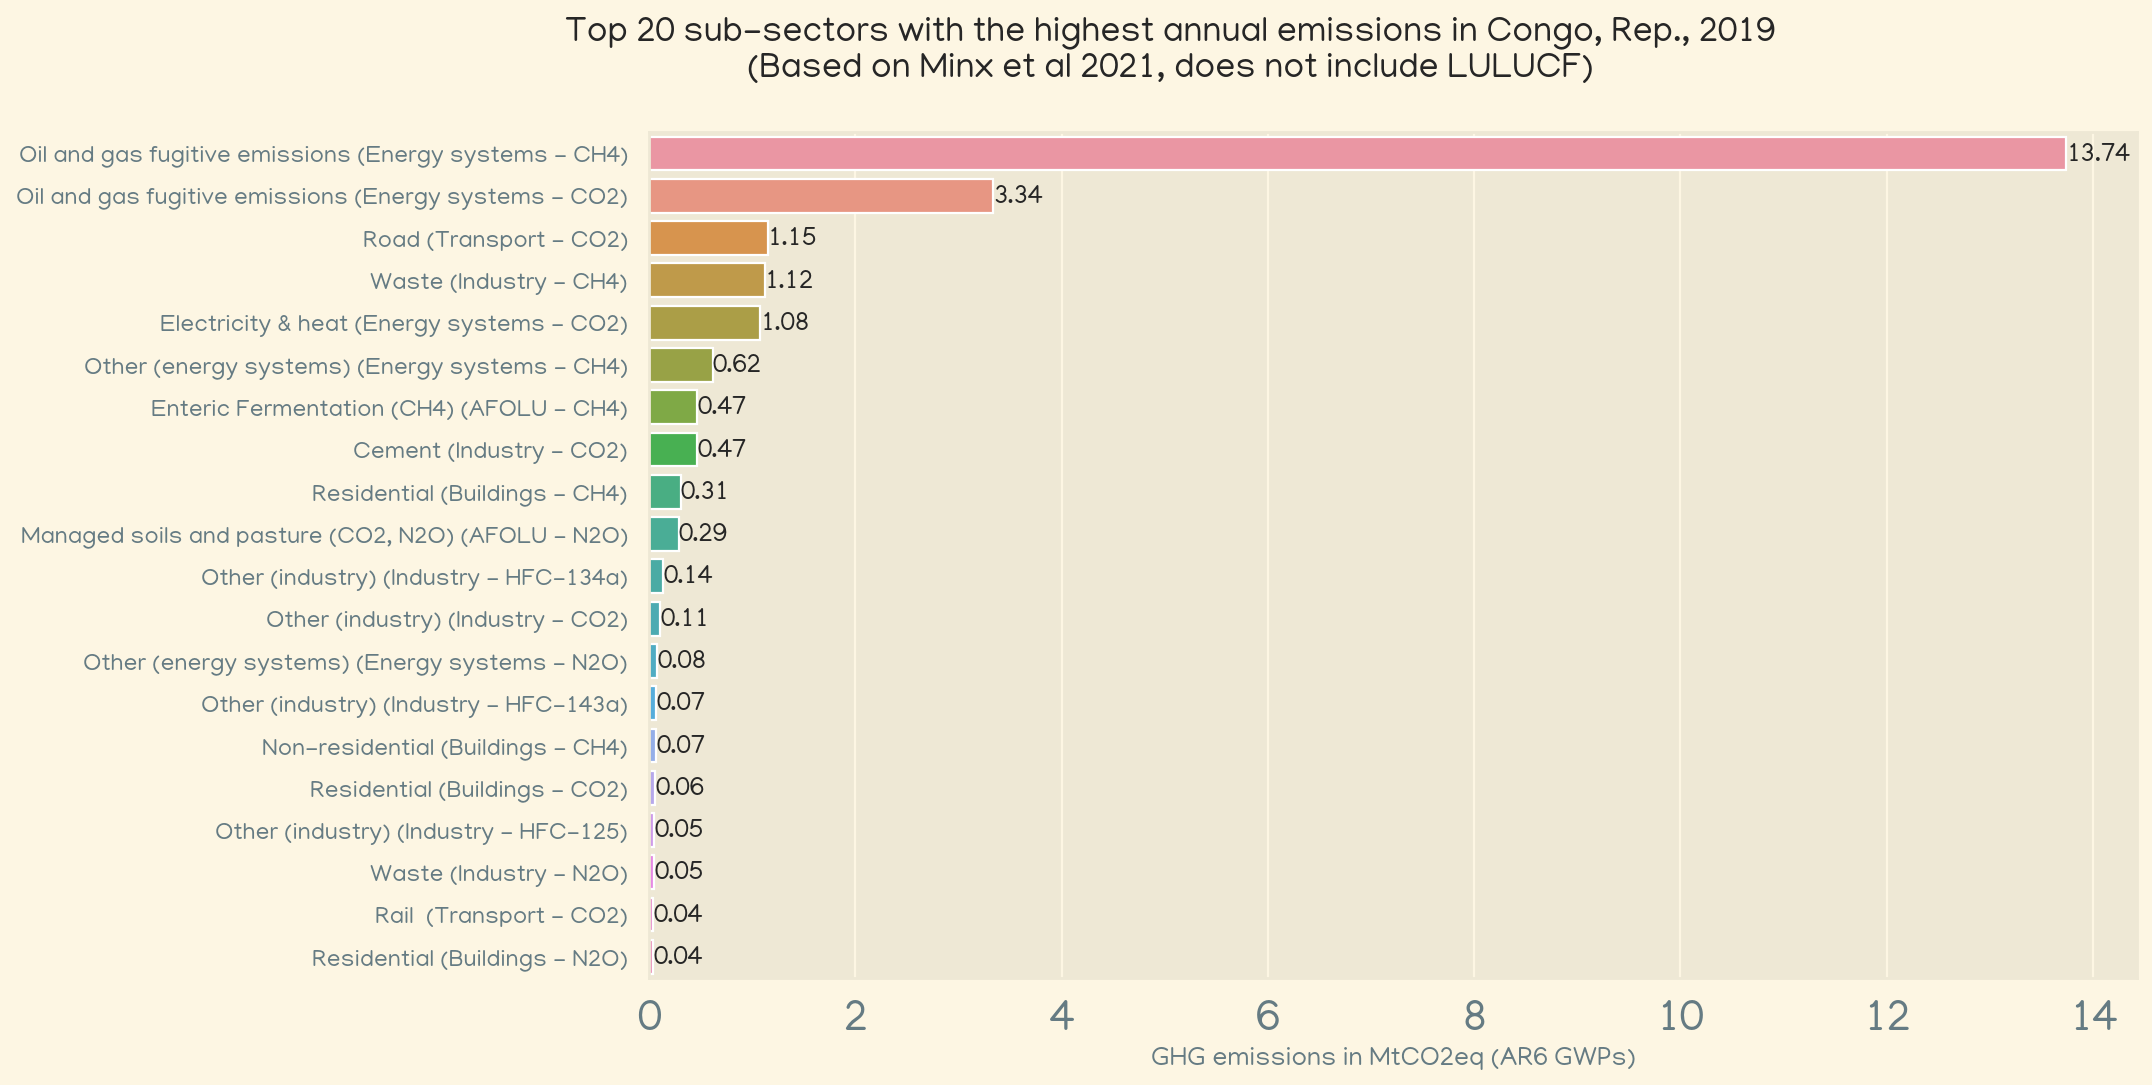 Top 20 sub-sectors with the highest annual emissions in Congo, Rep., 2019
(Based on Minx et al 2021, does not include LULUCF)
Oil and gas fugitive emissions (Energy systems - CH4) 13.74
Oil and gas fugitive emissions (Energy systems - CO2) 3.34
Road (Transport - CO2) 1.15
Waste (Industry - CH4) 1.12
Electricity & heat (Energy systems - CO2) 1.08
Other (energy systems) (Energy systems - CH4) 0.62
Enteric Fermentation (CH4) (AFOLU - CH4) 0.47
Cement (Industry - CO2) 0.47
Residential (Buildings - CH4) 0.31
Managed soils and pasture (CO2, N2O) (AFOLU - N2O) 0.29
Other (industry) (Industry - HFC-134a) 0.14
Other (industry) (Industry - CO2) 0.11
Other (energy systems) (Energy systems - N2O) 0.08
Other (industry) (Industry - HFC-143a) 0.07
Non-residential (Buildings - CH4) 0.07
Residential (Buildings - CO2) 0.06
Other (industry) (Industry - HFC-125) 0.05
Waste (Industry - N2O) 0.05
Rail  (Transport - CO2) 0.04
Residential (Buildings - N2O) 0.04
0 2 4 6 8 10 12 14
GHG emissions in MtCO2eq (AR6 GWPs)